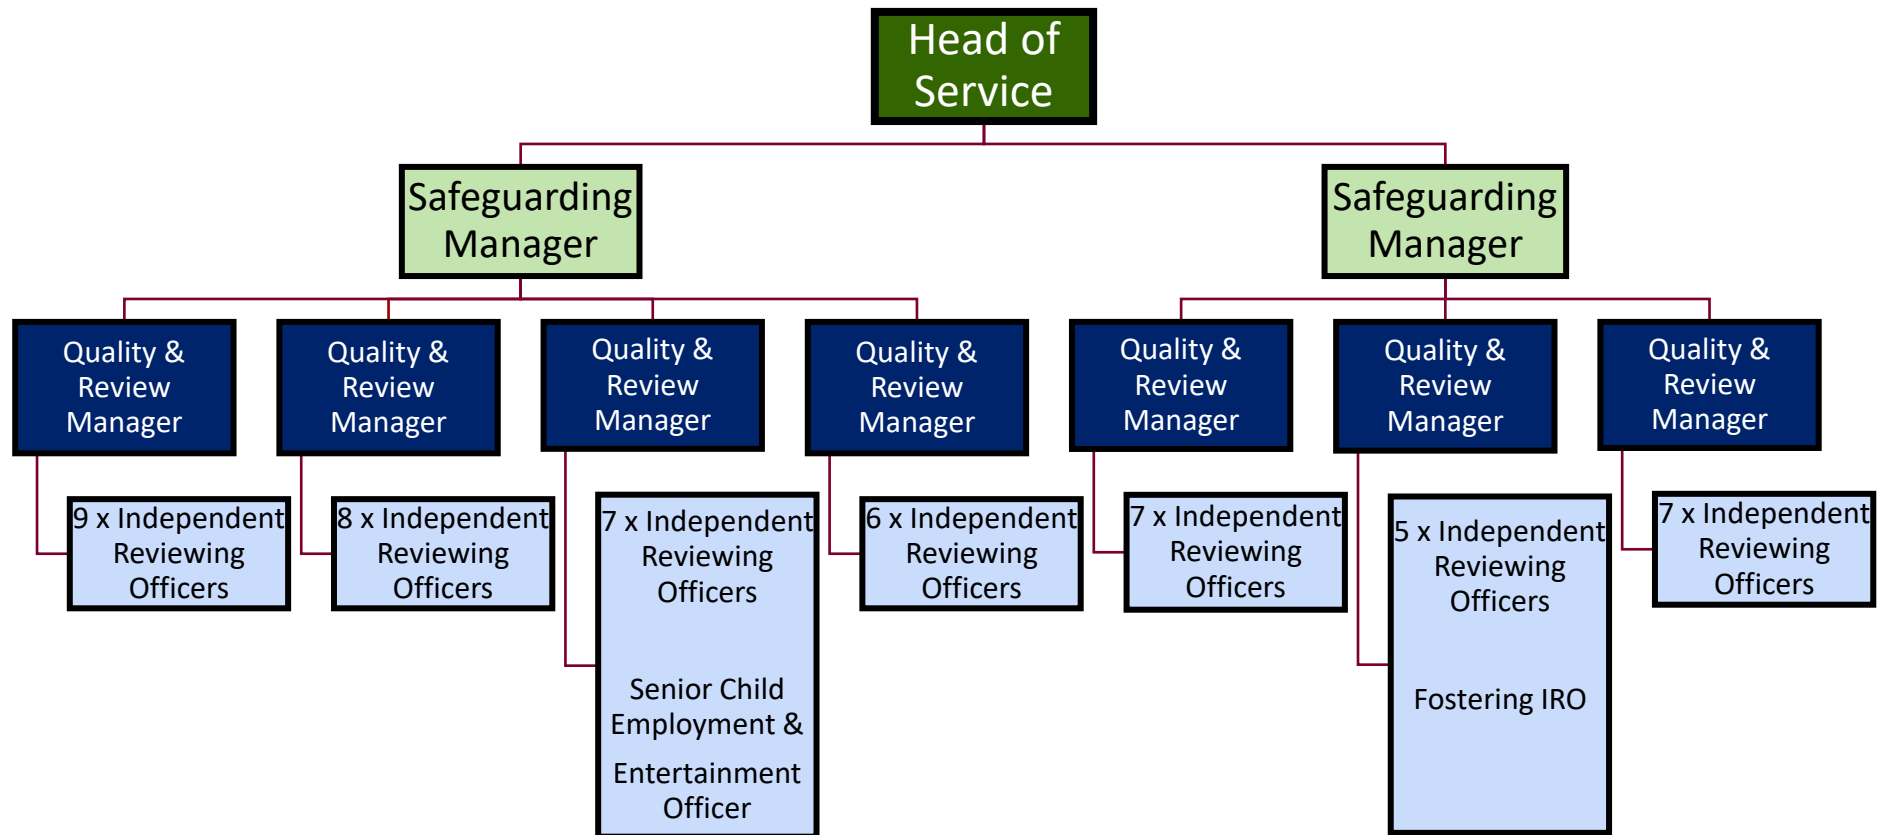 Head of
Service
Safeguarding
Manager
Safeguarding
Manager
Quality &
Review
Manager
Quality &
Review
Manager
Quality &
Review
Manager
Quality &
Review
Manager
Quality &
Review
Manager
Quality &
Review
Manager
Quality &
Review
Manager
9 x Independent
Reviewing
Officers
8 x Independent
Reviewing
Officers
7 x Independent
Reviewing
Officers
Senior Child
Employment &
Entertainment
Officer
6 x Independent
Reviewing
Officers
7 x Independent
Reviewing
Officers
5 x Independent
Reviewing
Officers
Fostering IRO
7 x Independent
Reviewing
Officers